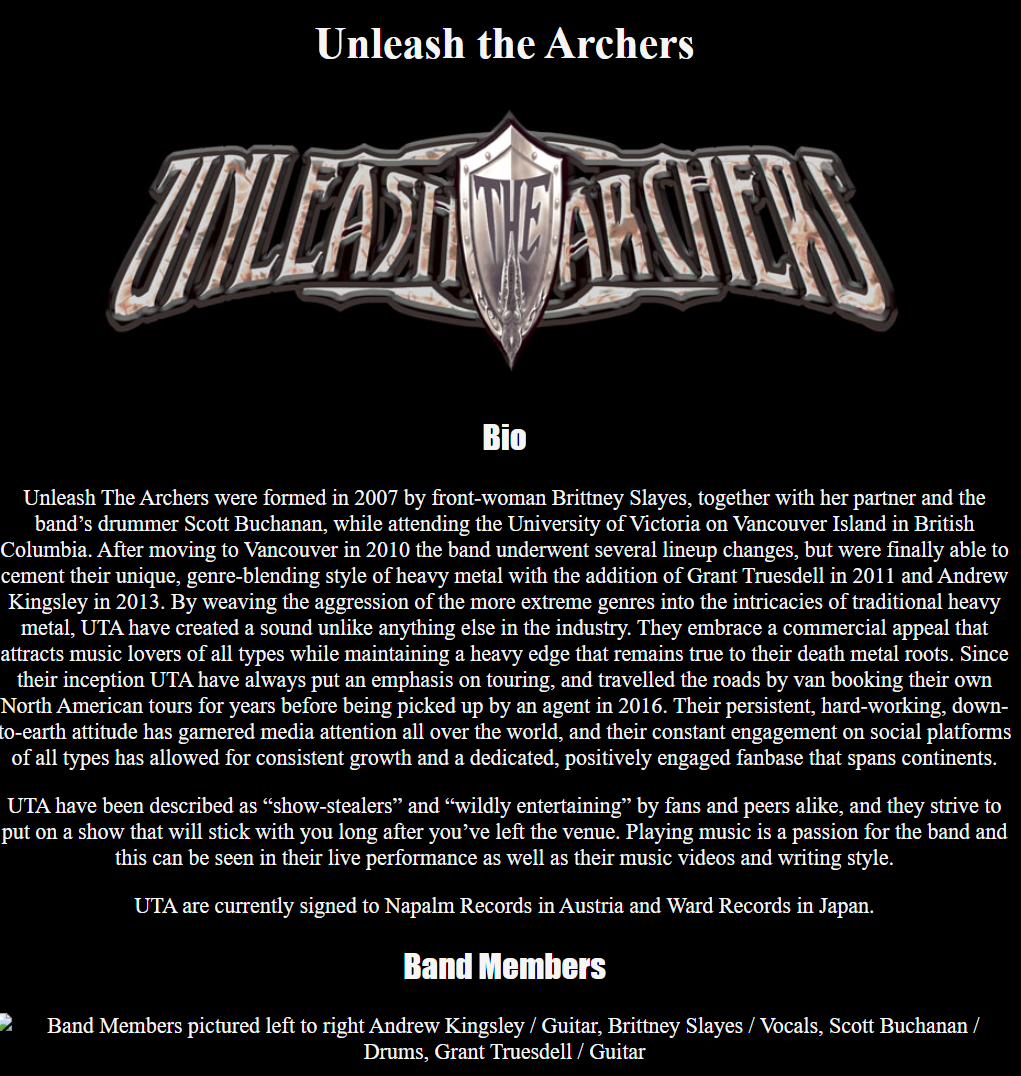 Unleash the Archers
UNLEASH THE ARCHERS
Bio
Unleash The Archers were formed in 2007 by front-woman Brittney Slayes, together with her partner and the
band’s drummer Scott Buchanan, while attending the University of Victoria on Vancouver Island in British
Columbia. After moving to Vancouver in 2010 the band underwent several lineup changes, but were finally able to
cement their unique, genre-blending style of heavy metal with the addition of Grant Truesdell in 2011 and Andrew
Kingsley in 2013. By weaving the aggression of the more extreme genres into the intricacies of traditional heavy
metal, UTA have created a sound unlike anything else in the industry. They embrace a commercial appeal that
attracts music lovers of all types while maintaining a heavy edge that remains true to their death metal roots. Since
their inception UTA have always put an emphasis on touring, and travelled the roads by van booking their own
North American tours for years before being picked up by an agent in 2016. Their persistent, hard-working, down-
to-earth attitude has garnered media attention all over the world, and their constant engagement on social platforms
of all types has allowed for consistent growth and a dedicated, positively engaged fanbase that spans continents.
UTA have been described as “show-stealers” and “wildly entertaining” by fans and peers alike, and they strive to
put on a show that will stick with you long after you’ve left the venue. Playing music is a passion for the band and
this can be seen in their live performance as well as their music videos and writing style.
UTA are currently signed to Napalm Records in Austria and Ward Records in Japan.
Band Members
Band Members pictured left to right Andrew Kingsley / Guitar, Brittney Slayes / Vocals, Scott Buchanan /
Drums, Grant Truesdell / Guitar